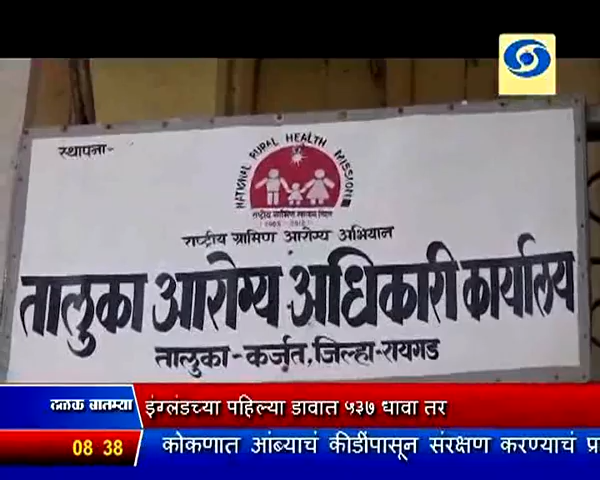 स्थापना:-
NATIONAL RURAL HEALTH MISSION
राष्ट्रीय ग्रामिण आरोग्य अभियान
तालुका आरोग्य अधिकारी कार्यालय
तालुका - कर्जत, जिल्हा-रायगड
ठळक बातम्या
इंग्लंडच्या पहिल्या डावात ५३७ धावा तर
08 38
कोकणात आंब्याचं कीडींपासून संरक्षण करण्याचं प्र